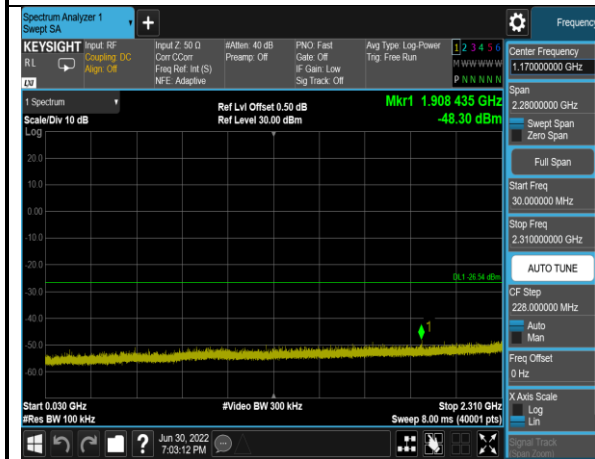 Spectrum Analyzer 1
Swept SA
+
Frequency
KEYSIGHT
RL
LXI
Input: RF
Coupling: DC
Align: Off
Input Z: 50 Ω
Corr CCorr
Freq Ref: Int (S)
NFE: Adaptive
#Atten: 40 dB
Preamp: Off
PNO: Fast
Gate: Off
IF Gain: Low
Sig Track: Off
Avg Type: Log-Power
Trig: Free Run
1 2 3 4 5 6
M W W W W W
P N N N N N
1 Spectrum
Scale/Div 10 dB
Ref Lvl Offset 0.50 dB
Ref Level 30.00 dBm
Mkr1 1.908 435 GHz
-48.30 dBm
Log
20.0
10.0
0.00
-10.0
-20.0
-30.0
-40.0
-50.0
-60.0
DL1 -26.54 dBm
1
Start 0.030 GHz
#Res BW 100 kHz
#Video BW 300 kHz
Stop 2.310 GHz
Sweep 8.00 ms (40001 pts)
Jun 30, 2022
7:03:12 PM
?
Center Frequency
1.170000000 GHz
Span
2.28000000 GHz
Swept Span
Zero Span
Full Span
Start Freq
30.000000 MHz
Stop Freq
2.310000000 GHz
AUTO TUNE
CF Step
228.000000 MHz
Auto
Man
Freq Offset
0 Hz
X Axis Scale
Log
Lin
Signal Track
(Span Zoom)